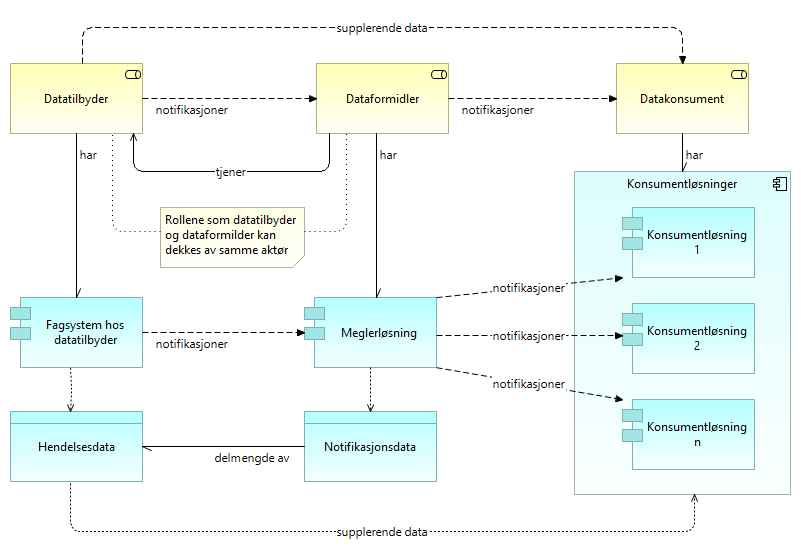 supplerende data
Datatilbyder
Dataformidler
Datakonsument
notifikasjoner
notifikasjoner
har
har
har
tjener
Konsumentløsninger
Rollene som datatilbyder
og dataformilder kan
dekkes av samme aktør
Konsumentløsning
1
notifikasjoner
Fagsystem hos
datatilbyder
Meglerløsning
notifikasjoner
notifikasjoner
Konsumentløsning
2
notifikasjoner
Konsumentløsning
n
Hendelsesdata
Notifikasjonsdata
delmengde av
supplerende data